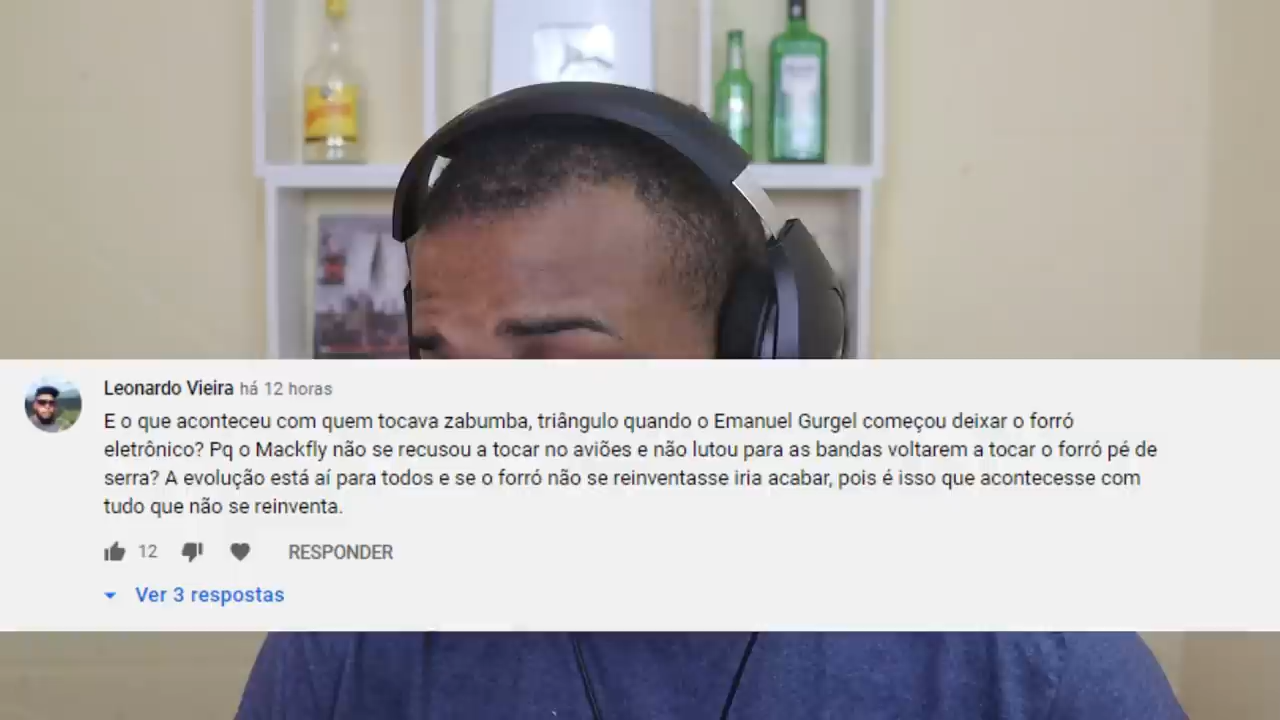 Leonardo Vieira há 12 horas
E o que aconteceu com quem tocava zabumba, triângulo quando o Emanuel Gurgel começou deixar o forró
eletrônico? Pq o Mackfly não se recusou a tocar no aviões e não lutou para as bandas voltarem a tocar o forró pé de
serra? A evolução está aí para todos e se o forró não se reinventasse iria acabar, pois é isso que acontecesse com
tudo que não se reinventa.
12 RESPONDER
Ver 3 respostas